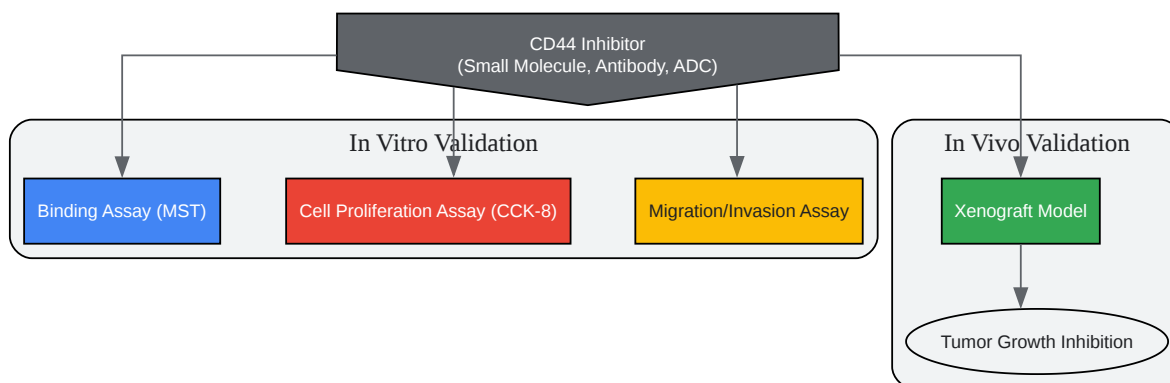 CD44 Inhibitor
(Small Molecule, Antibody, ADC)
In Vitro Validation
In Vivo Validation
Binding Assay (MST)
Cell Proliferation Assay (CCK-8)
Migration/Invasion Assay
Xenograft Model
Tumor Growth Inhibition